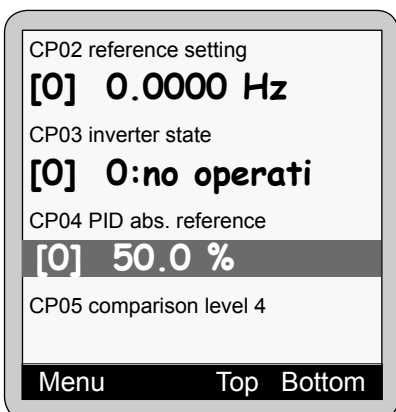 CP02 reference setting
[0] 0.0000 Hz
CP03 inverter state
[0] 0:no operati
CP04 PID abs. reference
[0] 50.0 %
CP05 comparison level 4
Menu Top Bottom